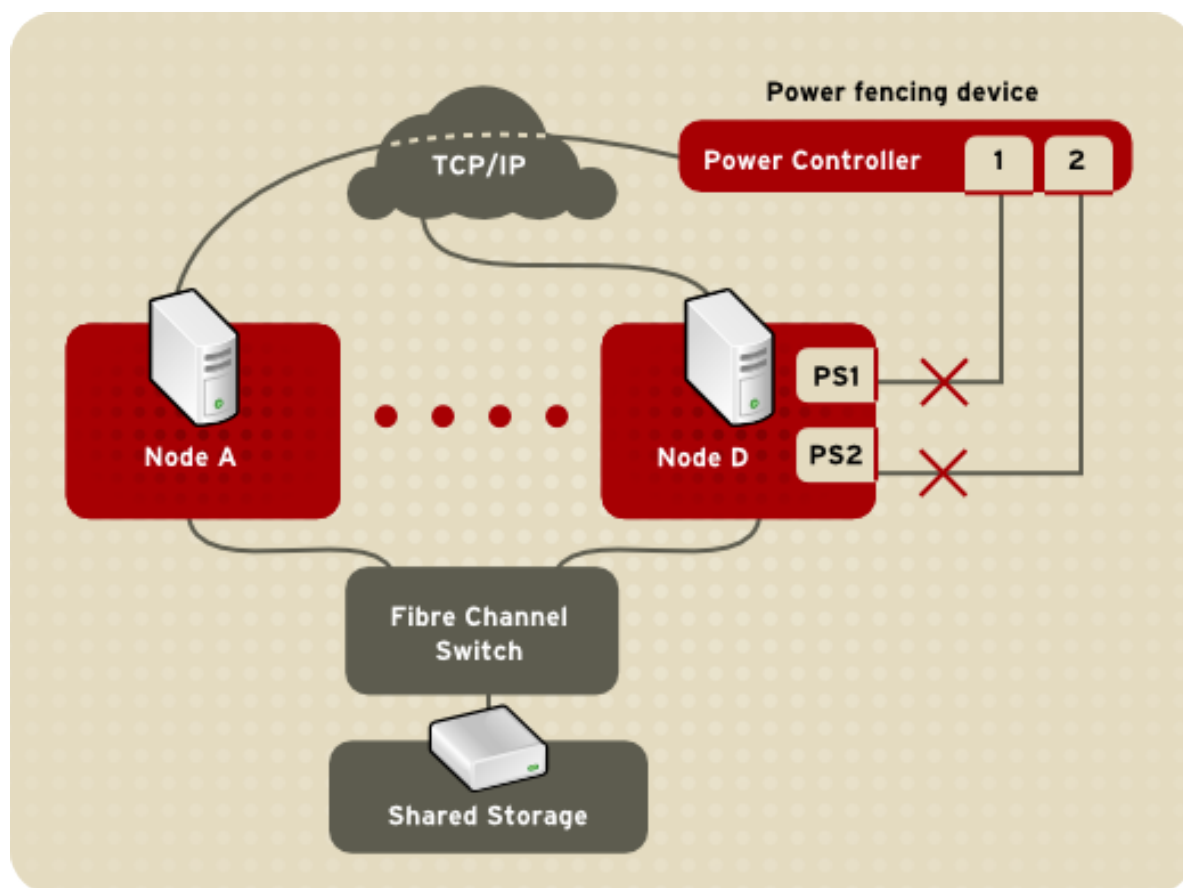 Power fencing device
TCP/IP
Power Controller
1
2
Node A
Node D
PS1
PS2
Fibre Channel
Switch
Shared Storage